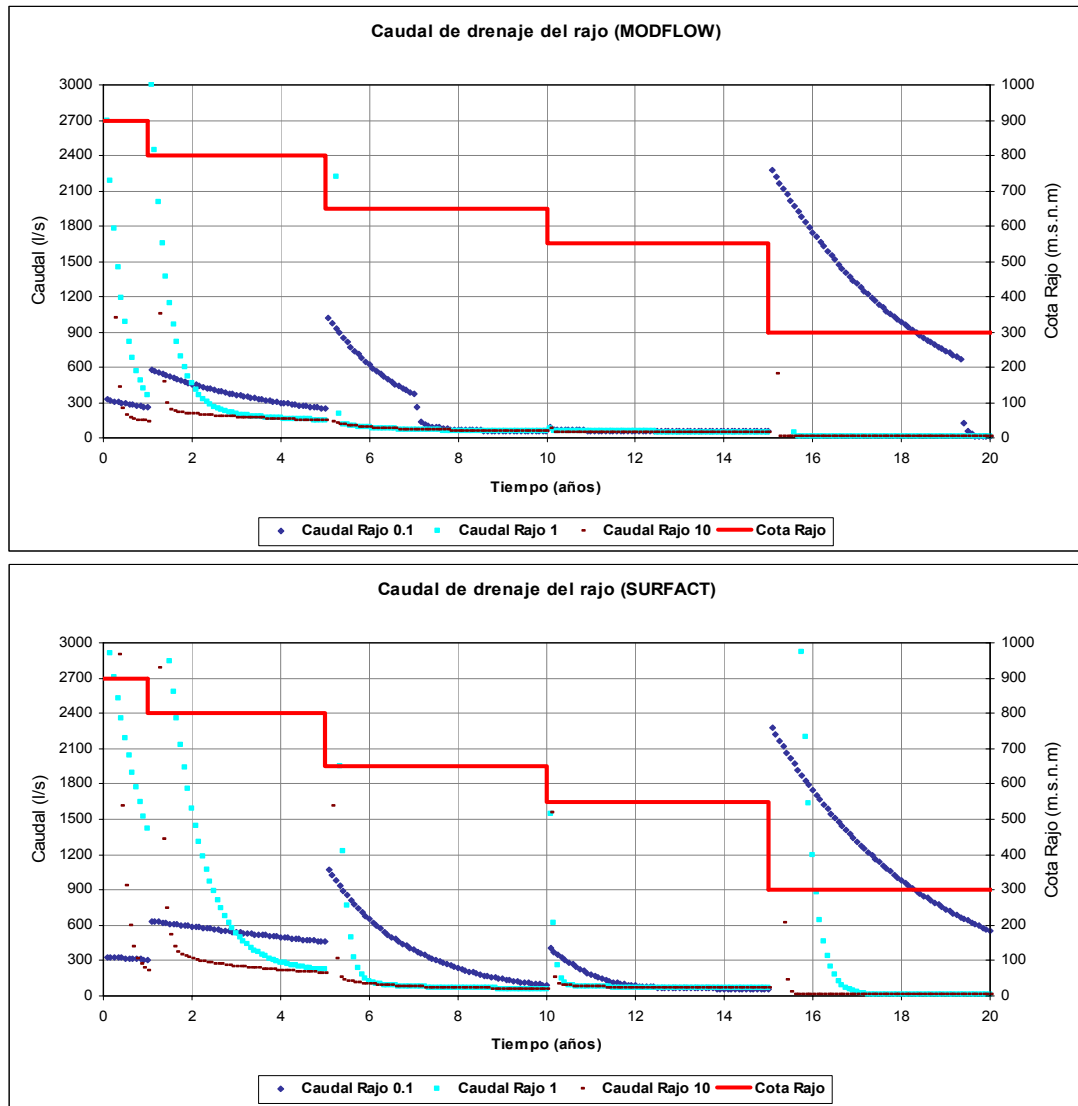 Caudal de drenaje del rajo (MODFLOW)
3000 1000
2700 900
2400 800
2100 700
1800 600
1500 500
1200 400
900 300
600 200
300 100
0 0
Caudal (l/s)
Cota Rajo (m.s.n.m)
0 2 4 6 8 10 12 14 16 18 20
Tiempo (años)
Caudal Rajo 0.1 Caudal Rajo 1 Caudal Rajo 10 Cota Rajo
Caudal de drenaje del rajo (SURFACT)
3000 1000
2700 900
2400 800
2100 700
1800 600
1500 500
1200 400
900 300
600 200
300 100
0 0
Caudal (l/s)
Cota Rajo (m.s.n.m)
0 2 4 6 8 10 12 14 16 18 20
Tiempo (años)
Caudal Rajo 0.1 Caudal Rajo 1 Caudal Rajo 10 Cota Rajo